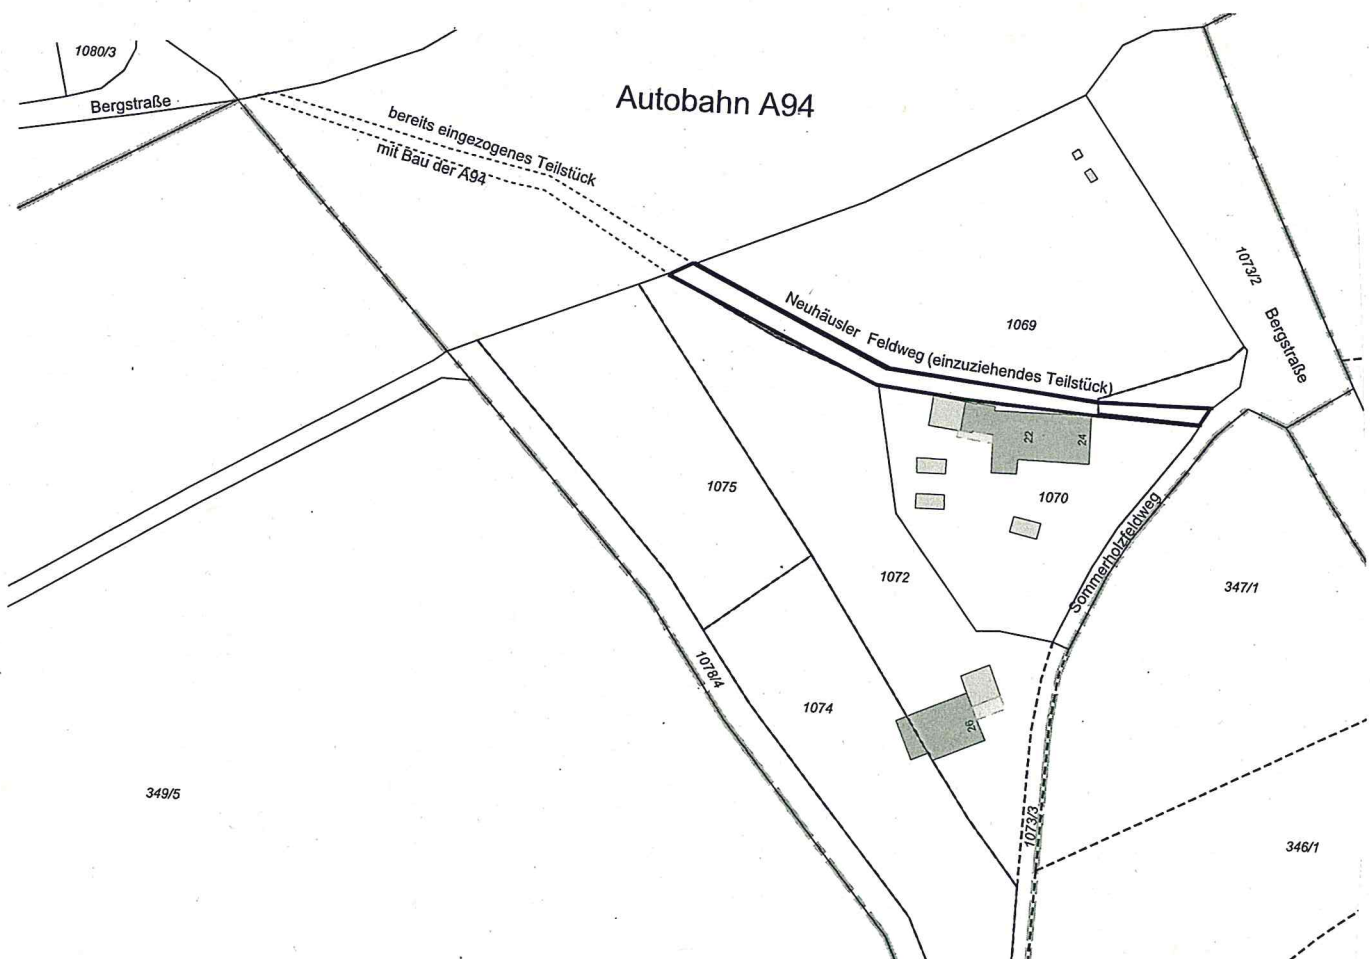 1080/3
Bergstraße
Autobahn A94
bereits eingezogenes Teilstück
mit Bau der A94
1073/2
Bergstraße
Neuhäusler Feldweg (einzuziehendes Teilstück)
1069
22
24
1075
1070
Sommerholzfeldweg
1072
347/1
1078/4
1074
26
349/5
1073/3
346/1